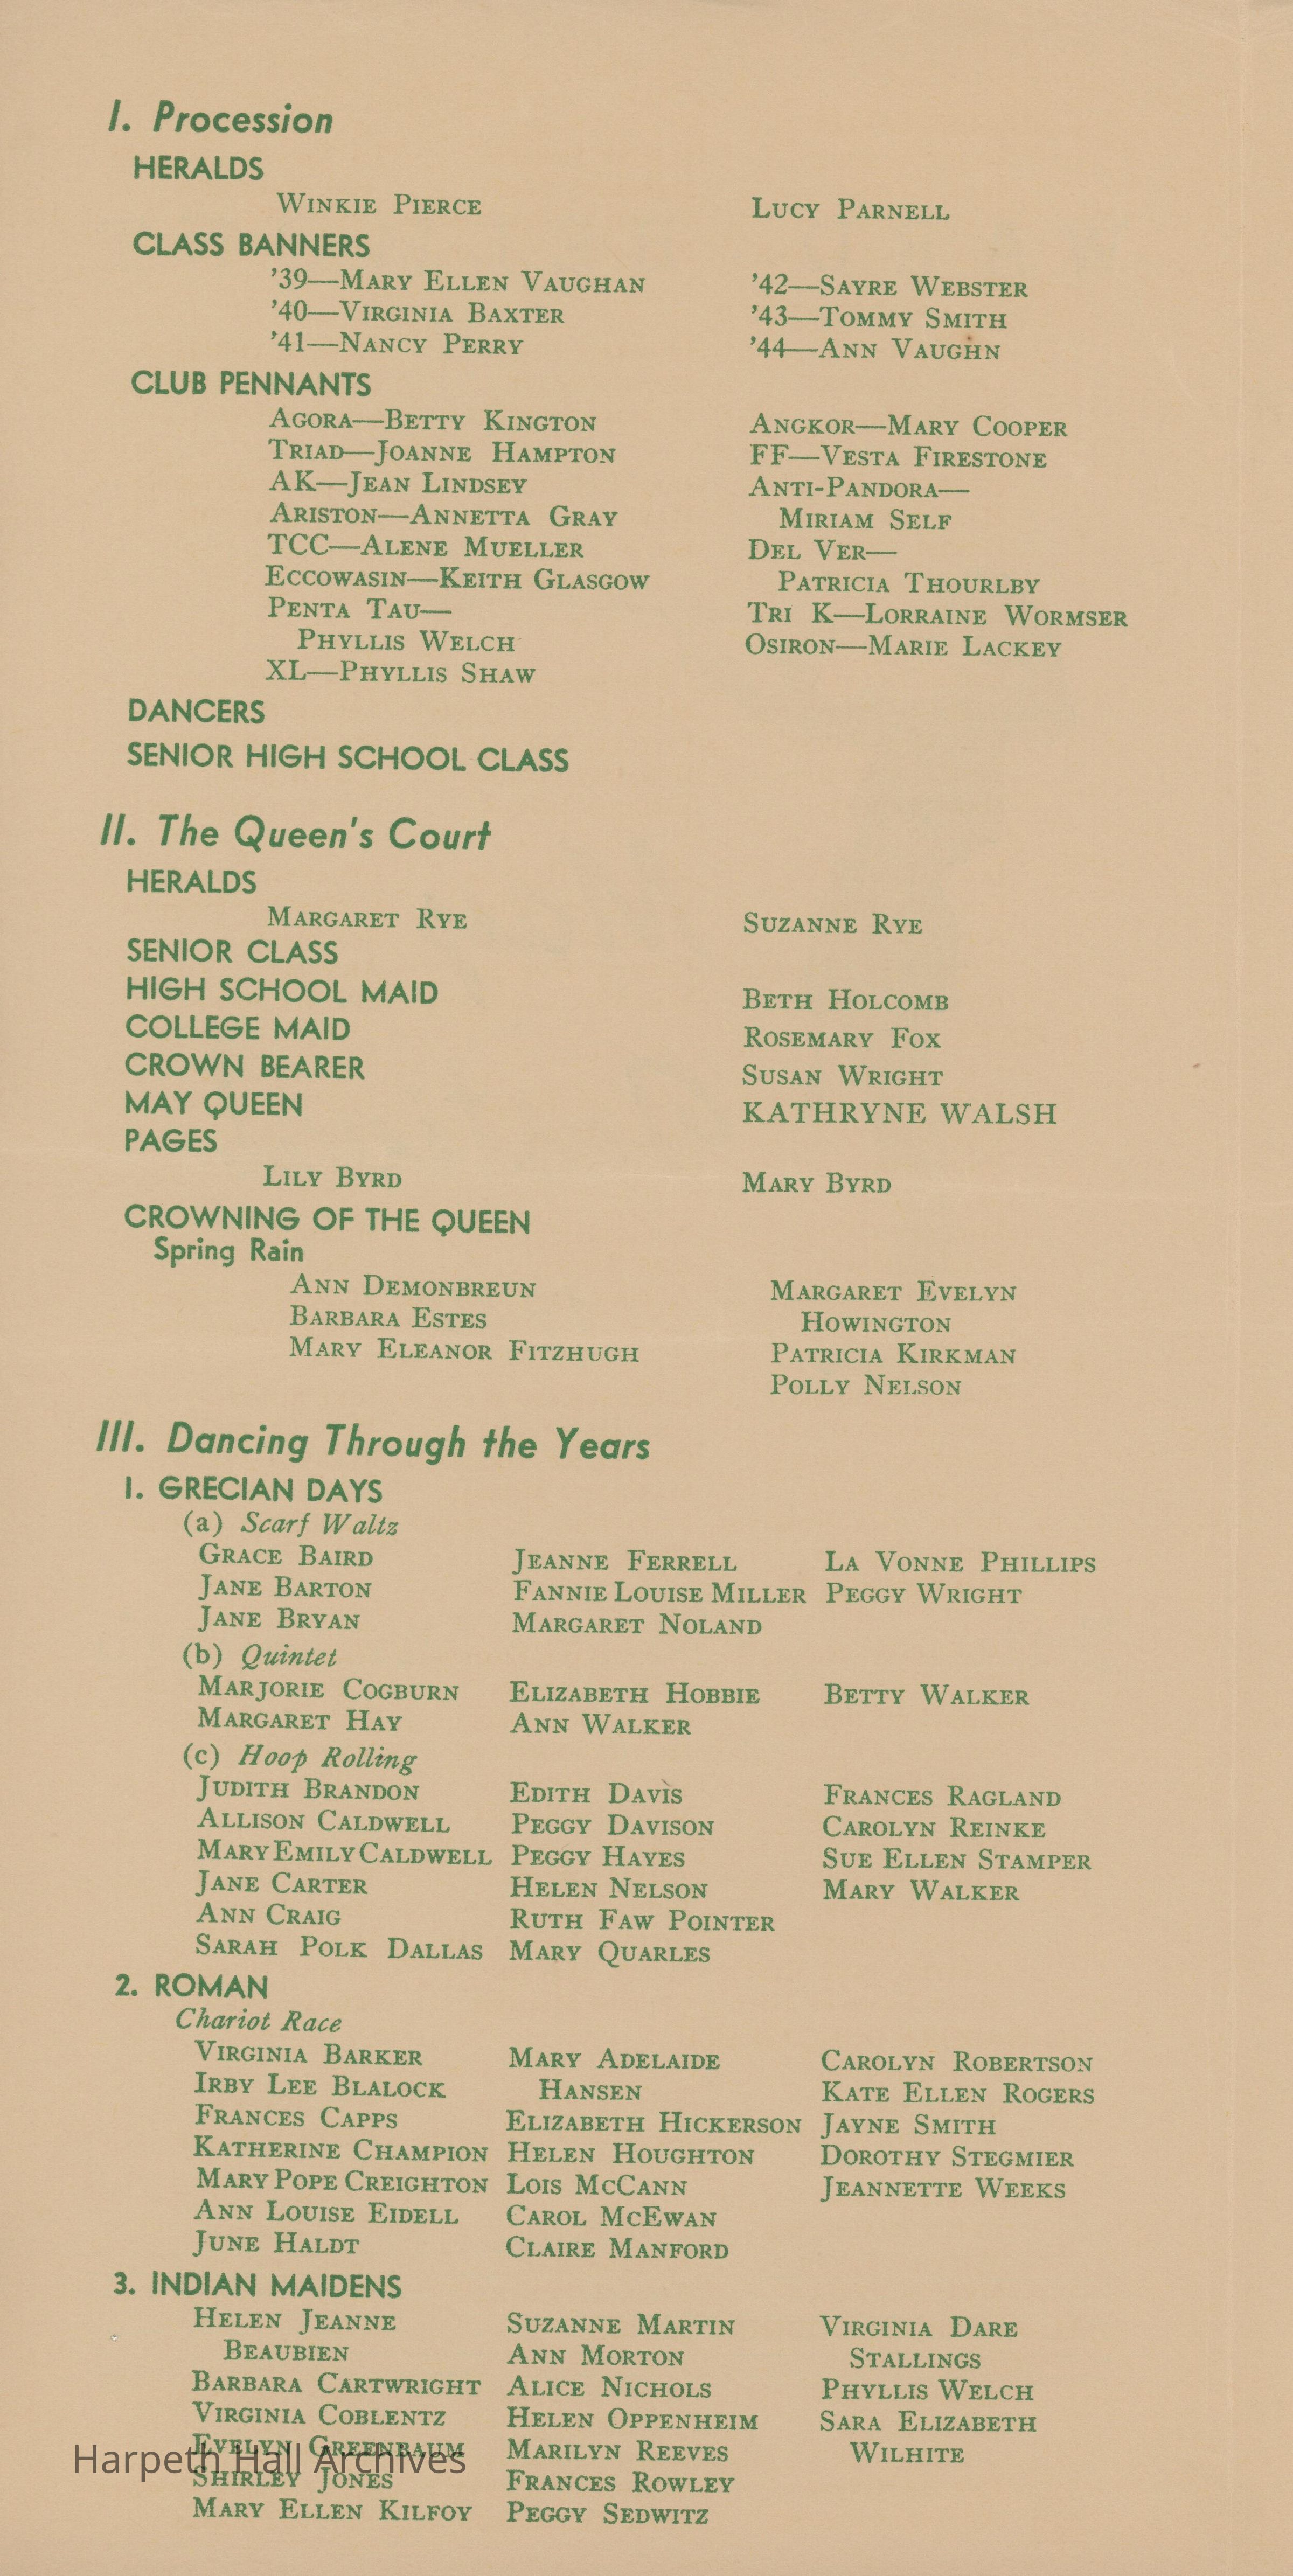 I. Procession
HERALDS
WINKIE PIERCE
LUCY PARNELL
CLASS BANNERS
'39—MARY ELLEN VAUGHAN
'40—VIRGINIA BAXTER
'41—NANCY PERRY
'42—SAYRE WEBSTER
'43—TOMMY SMITH
'44—ANN VAUGHN
CLUB PENNANTS
AGORA—BETTY KINGTON
TRIAD—JOANNE HAMPTON
AK—JEAN LINDSEY
ARISTON—ANNETTA GRAY
TCC—ALENE MUELLER
ECCOWASIN—KEITH GLASGOW
PENTA TAU—
PHYLLIS WELCH
XL—PHYLLIS SHAW
ANGKOR—MARY COOPER
FF—VESTA FIRESTONE
ANTI-PANDORA—
MIRIAM SELF
DEL VER—
PATRICIA THOURLBY
TRI K—LORRAINE WORMSER
OSIRON—MARIE LACKEY
DANCERS
SENIOR HIGH SCHOOL CLASS
II. The Queen's Court
HERALDS
MARGARET RYE
SUZANNE RYE
SENIOR CLASS
HIGH SCHOOL MAID BETH HOLCOMB
COLLEGE MAID ROSEMARY FOX
CROWN BEARER SUSAN WRIGHT
MAY QUEEN KATHRYNE WALSH
PAGES
LILY BYRD
MARY BYRD
CROWNING OF THE QUEEN
Spring Rain
ANN DEMONBREUN
BARBARA ESTES
MARY ELEANOR FITZHUGH
MARGARET EVELYN
HOWINGTON
PATRICIA KIRKMAN
POLLY NELSON
III. Dancing Through the Years
1. GRECIAN DAYS
(a) Scarf Waltz
GRACE BAIRD
JANE BARTON
JANE BRYAN
JEANNE FERRELL
FANNIE LOUISE MILLER
MARGARET NOLAND
LA VONNE PHILLIPS
PEGGY WRIGHT
(b) Quintet
MARJORIE COGBURN
MARGARET HAY
ELIZABETH HOBBIE
ANN WALKER
BETTY WALKER
(c) Hoop Rolling
JUDITH BRANDON
ALLISON CALDWELL
MARY EMILY CALDWELL
JANE CARTER
ANN CRAIG
SARAH POLK DALLAS
EDITH DAVIS
PEGGY DAVISON
PEGGY HAYES
HELEN NELSON
RUTH FAW POINTER
MARY QUARLES
FRANCES RAGLAND
CAROLYN REINKE
SUE ELLEN STAMPER
MARY WALKER
2. ROMAN
Chariot Race
VIRGINIA BARKER
IRBY LEE BLALOCK
FRANCES CAPPS
KATHERINE CHAMPION
MARY POPE CREIGHTON
ANN LOUISE EIDELL
JUNE HALDT
MARY ADELAIDE
HANSEN
ELIZABETH HICKERSON
HELEN HOUGHTON
LOIS MCCANN
CAROL MCEWAN
CLAIRE MANFORD
CAROLYN ROBERTSON
KATE ELLEN ROGERS
JAYNE SMITH
DOROTHY STEGMIER
JEANNETTE WEEKS
3. INDIAN MAIDENS
HELEN JEANNE
BEAUBIEN
BARBARA CARTWRIGHT
VIRGINIA COBLENTZ
EVELYN GREENBAUM
SHIRLEY JONES
MARY ELLEN KILFOY
SUZANNE MARTIN
ANN MORTON
ALICE NICHOLS
HELEN OPPENHEIM
MARILYN REEVES
FRANCES ROWLEY
PEGGY SEDWITZ
VIRGINIA DARE
STALLINGS
PHYLLIS WELCH
SARA ELIZABETH
WILHITE
Harpeth Hall Archives